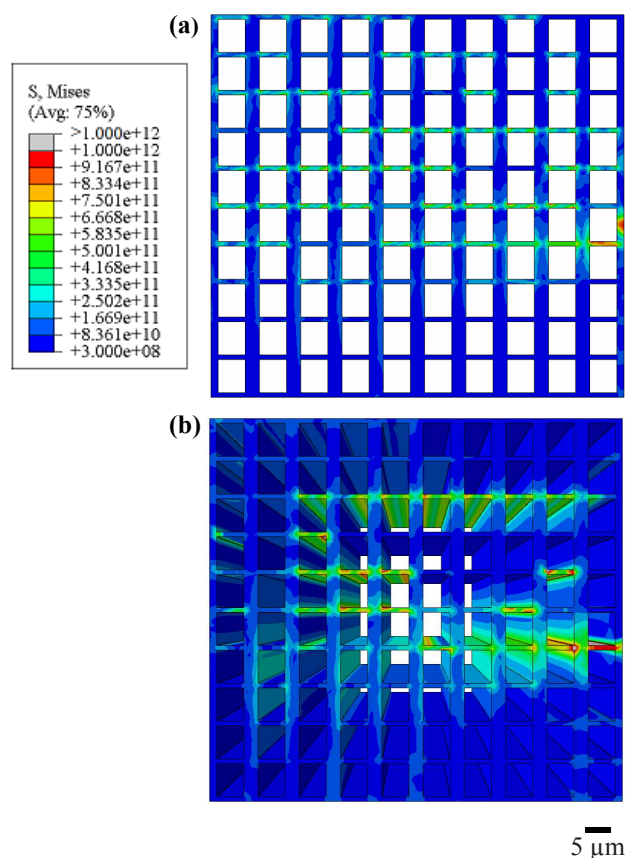 (a)
S, Mises
(Avg: 75%)
>1.000e+12
+1.000e+12
+9.167e+11
+8.334e+11
+7.501e+11
+6.668e+11
+5.835e+11
+5.001e+11
+4.168e+11
+3.335e+11
+2.502e+11
+1.669e+11
+8.361e+10
+3.000e+08
(b)
5 μm